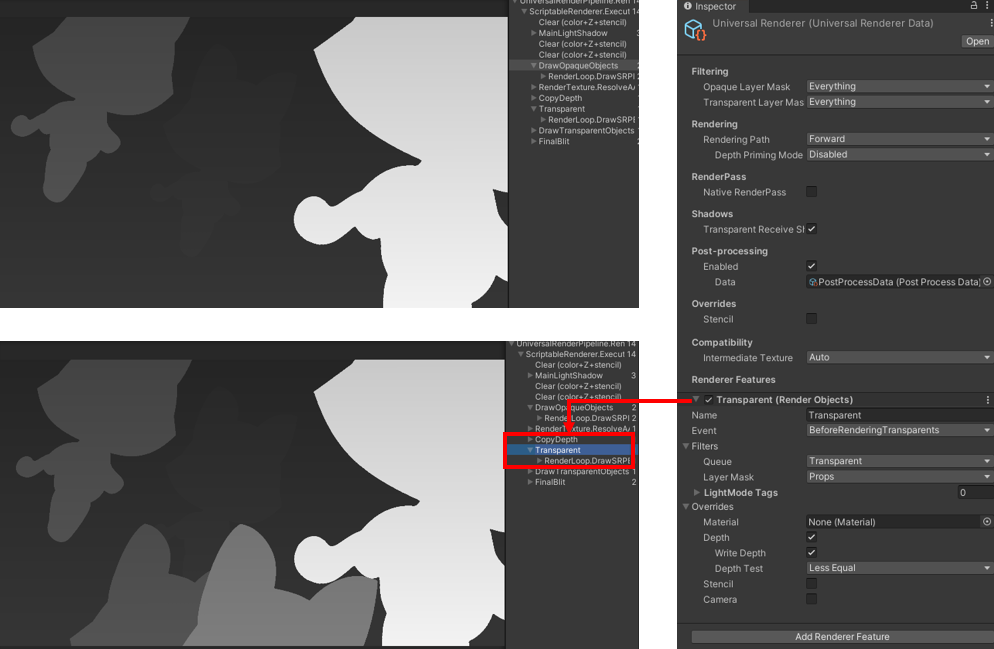 UniversalRenderPipeline.Ren 14
ScriptableRenderer.Execut 14
Clear (color+Z+stencil)
MainLightShadow 3
Clear (color+Z+stencil)
Clear (color+Z+stencil)
DrawOpaqueObjects 2
RenderLoop.DrawSRPI 2
RenderTexture.ResolveA
CopyDepth
Transparent
RenderLoop.DrawSRPI
DrawTransparentObjects 1
FinalBlit 2
UniversalRenderPipeline.Ren 14
ScriptableRenderer.Execut 14
Clear (color+Z+stencil)
MainLightShadow 3
Clear (color+Z+stencil)
Clear (color+Z+stencil)
DrawOpaqueObjects 2
RenderLoop.DrawSRPI 2
RenderTexture.ResolveA 1
CopyDepth
Transparent
RenderLoop.DrawSRPI
DrawTransparentObjects 1
FinalBlit 2
Inspector
Universal Renderer (Universal Renderer Data)
Open
Filtering
Opaque Layer Mask Everything
Transparent Layer Mas Everything
Rendering
Rendering Path Forward
Depth Priming Mode Disabled
RenderPass
Native RenderPass
Shadows
Transparent Receive Sh
Post-processing
Enabled
Data PostProcessData (Post Process Data)
Overrides
Stencil
Compatibility
Intermediate Texture Auto
Renderer Features
Transparent (Render Objects)
Name Transparent
Event BeforeRenderingTransparents
Filters
Queue Transparent
Layer Mask Props
LightMode Tags 0
Overrides
Material None (Material)
Depth
Write Depth
Depth Test Less Equal
Stencil
Camera
Add Renderer Feature